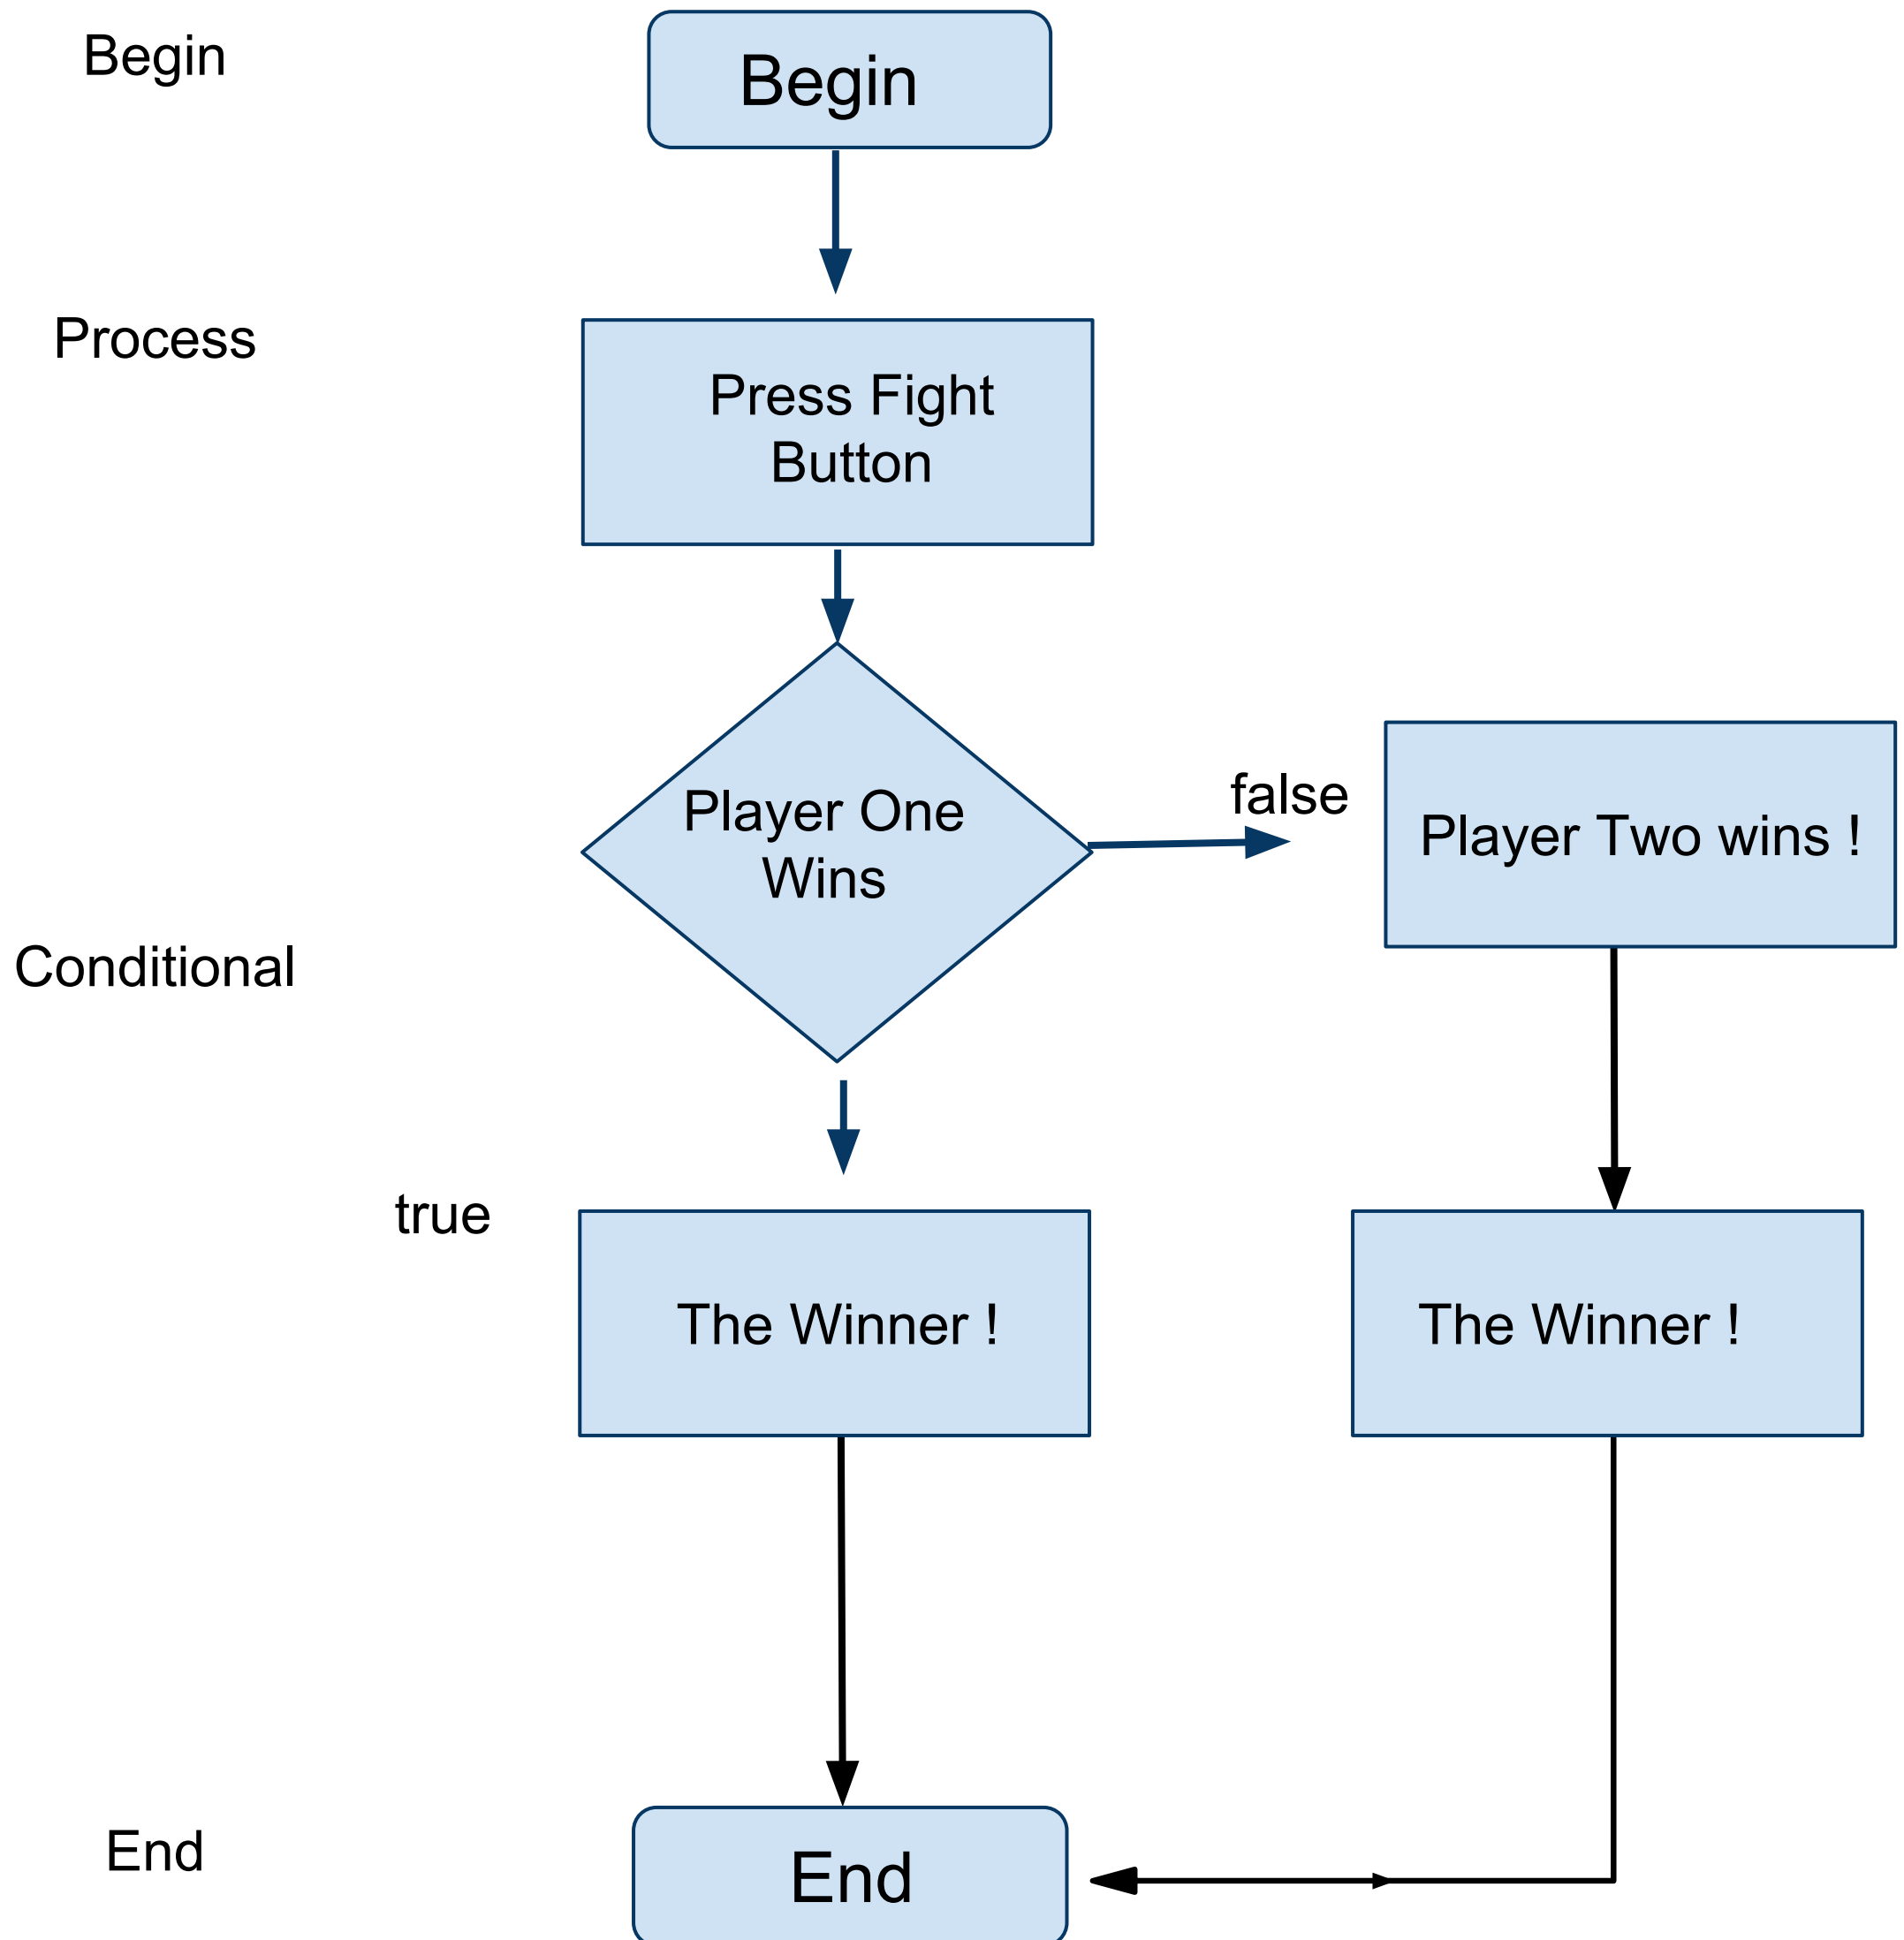 Begin
Begin
Process
Press Fight
Button
Player One
Wins
false
Player Two wins !
Conditional
true
The Winner !
The Winner !
End
End